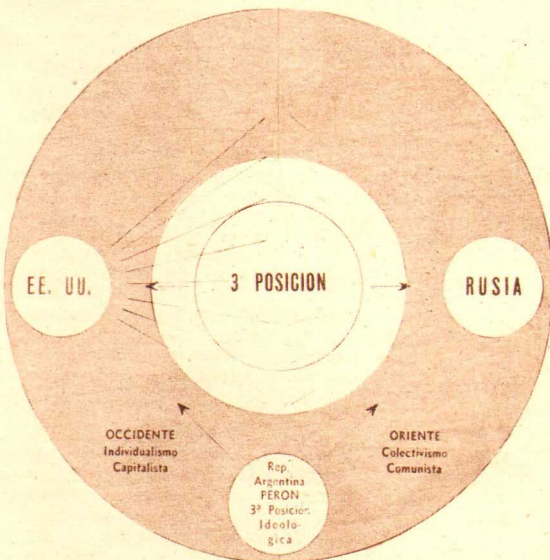 EE. UU.
3 POSICION
RUSIA
OCCIDENTE
Individualismo
Capitalista
ORIENTE
Colectivismo
Comunista
Rep.
Argentina
PERON
3ª Posición
Ideoló-
gica